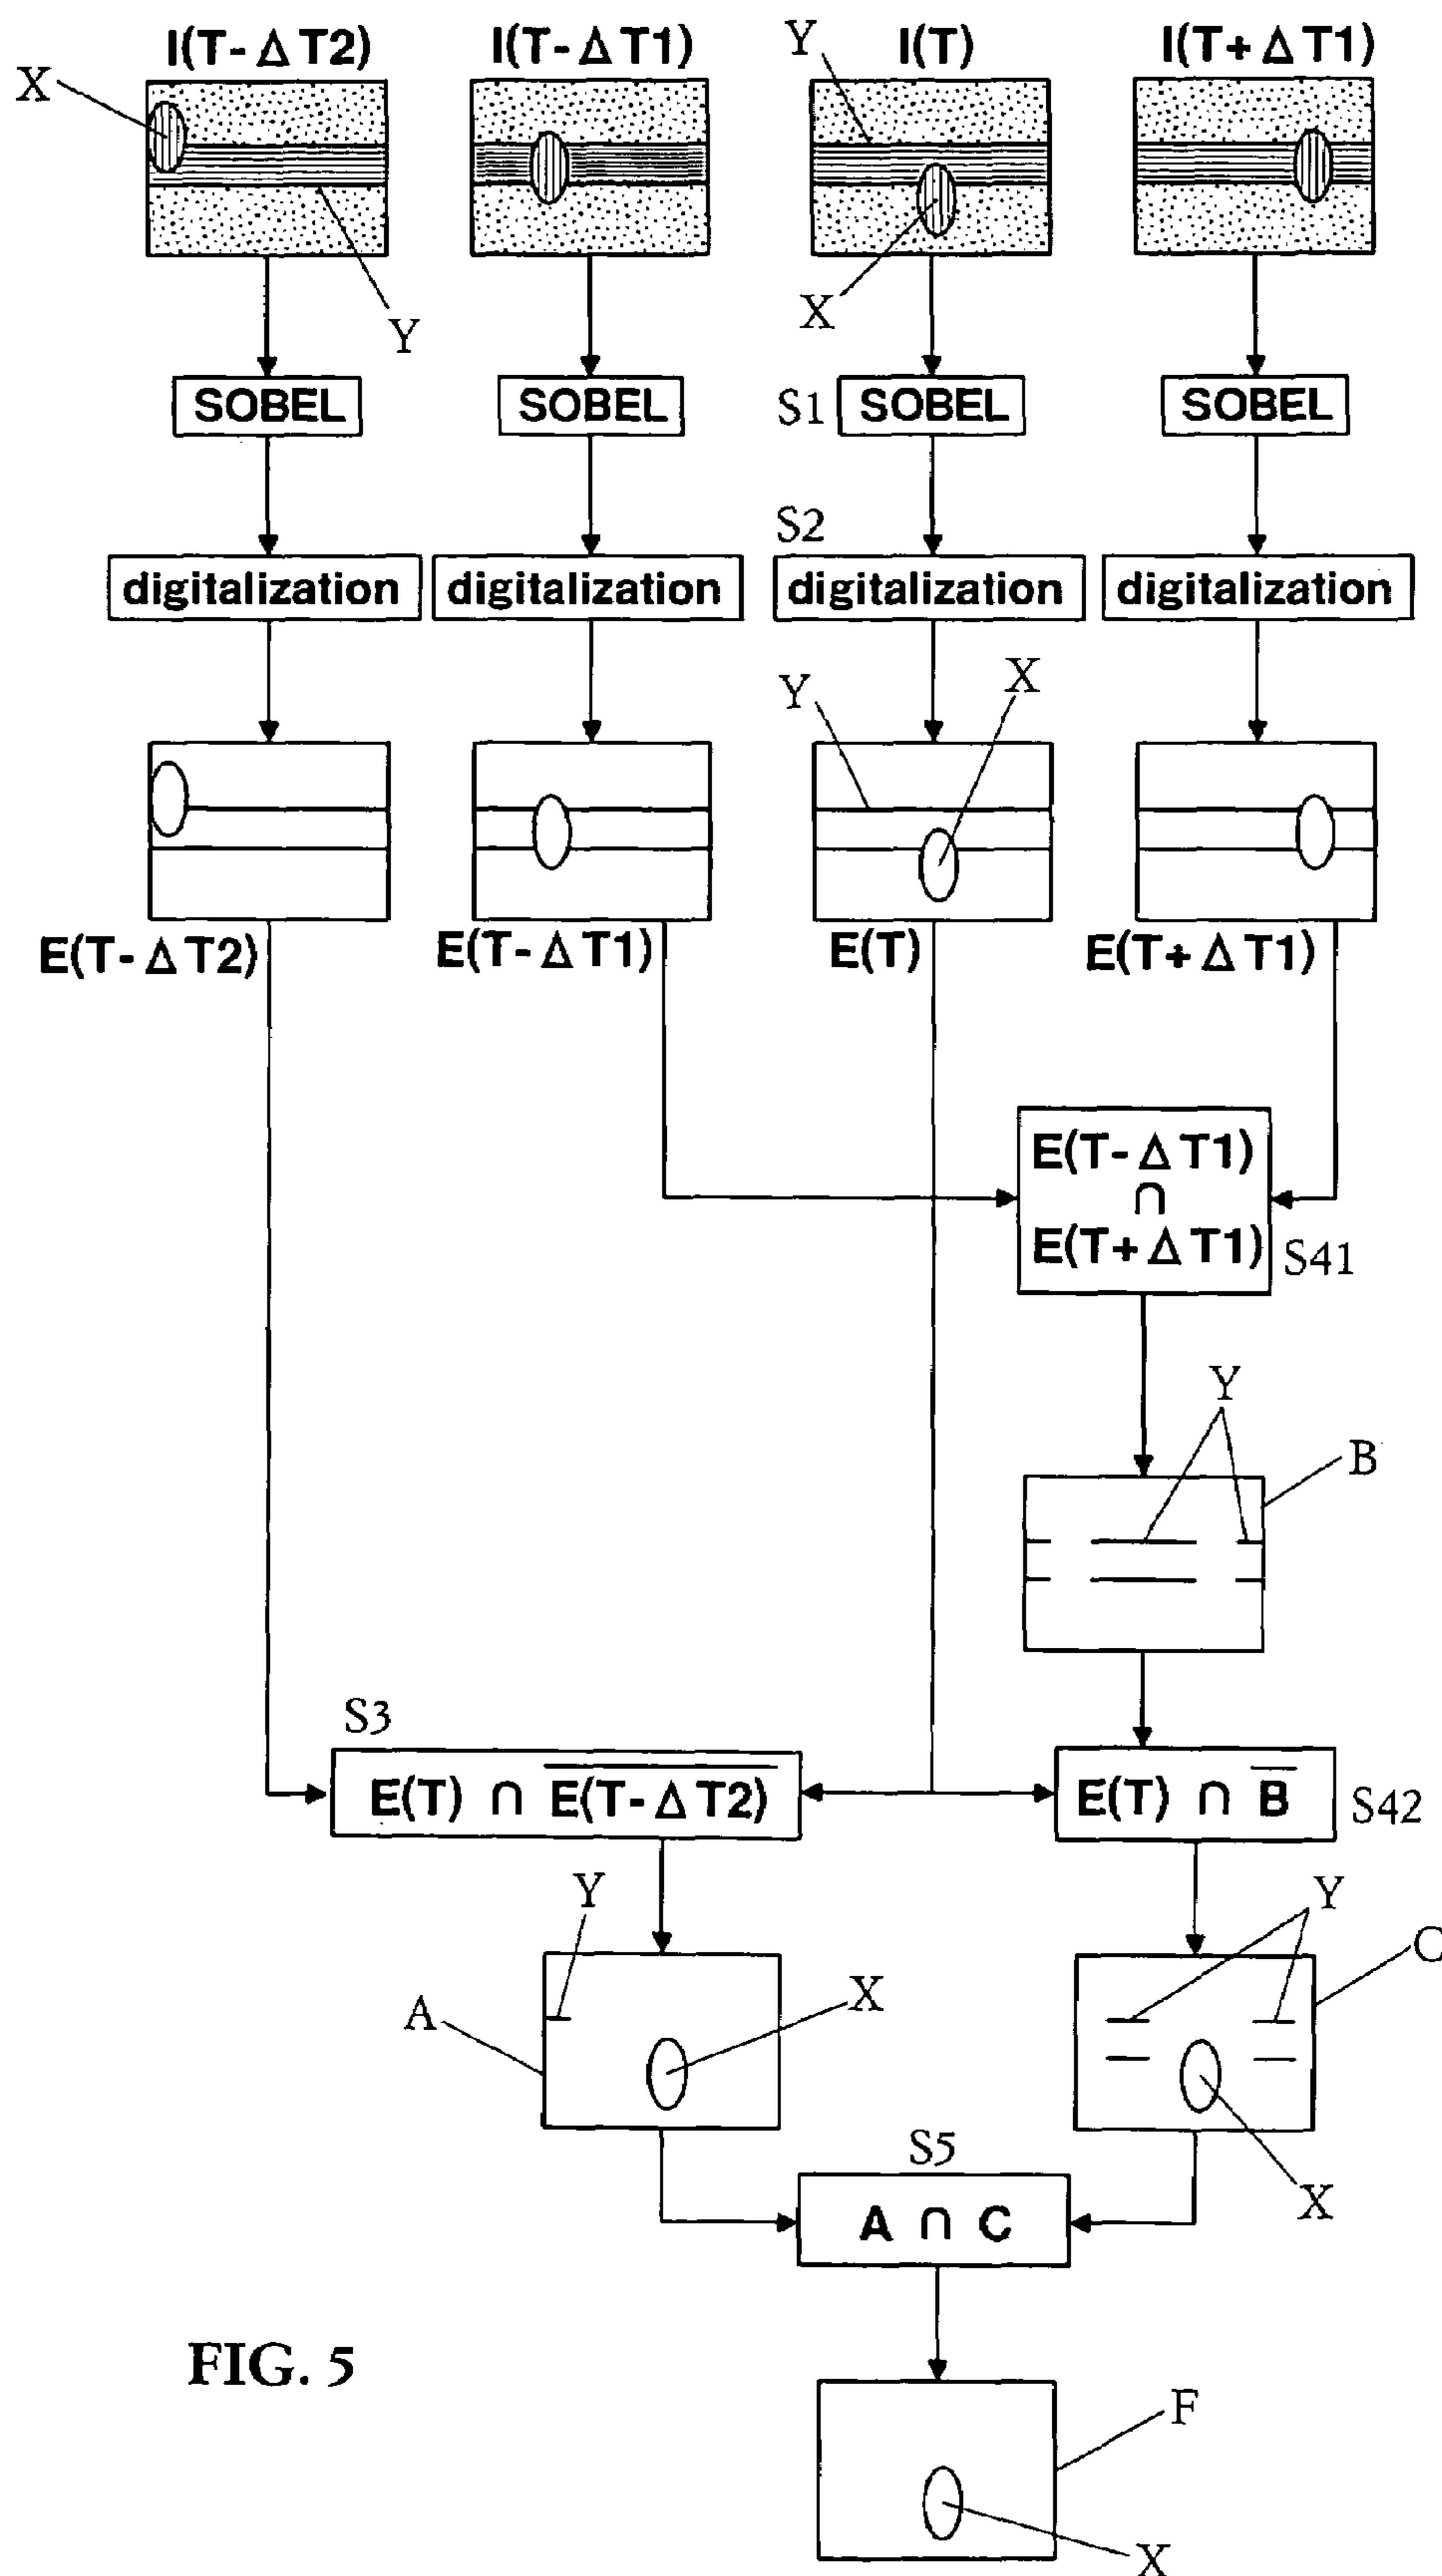 I(T-ΔT2) I(T-ΔT1) Y I(T) I(T+ΔT1)
X
X
Y
SOBEL SOBEL S1 SOBEL SOBEL
S2
digitalization digitalization digitalization digitalization
Y X
E(T-ΔT2) E(T-ΔT1) E(T) E(T+ΔT1)
E(T-ΔT1)
∩
E(T+ΔT1) S41
Y
B
S3
E(T) ∩ E(T-ΔT2)̅ E(T) ∩ B̅ S42
Y Y
A X C
S5
X
A ∩ C
FIG. 5
F
X